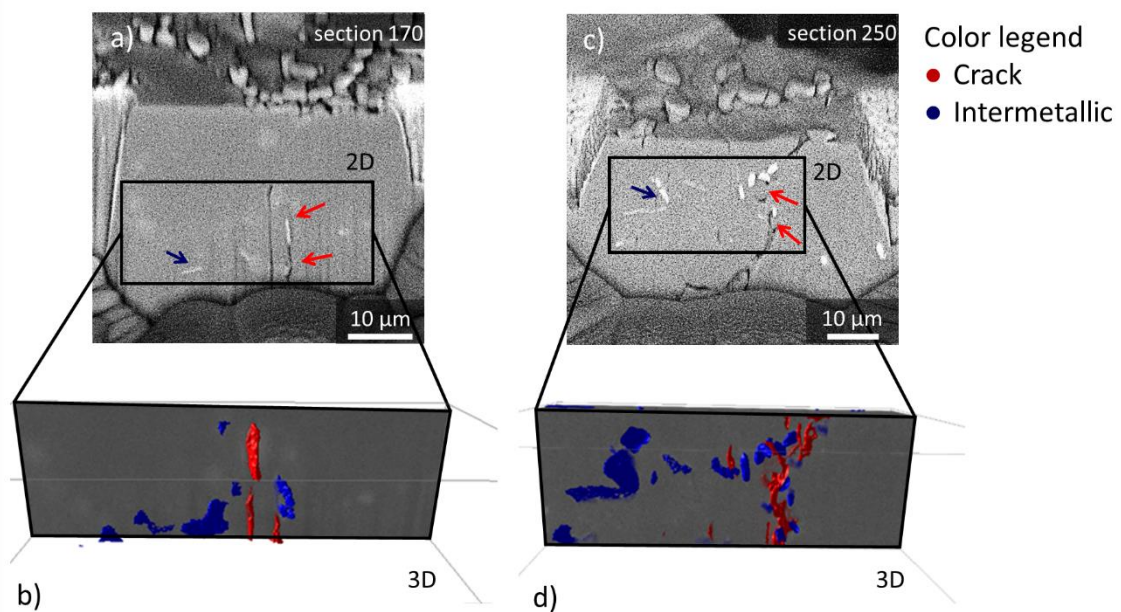 a)
section 170
2D
10 µm
c)
section 250
2D
10 µm
Color legend
Crack
Intermetallic
3D
b)
3D
d)